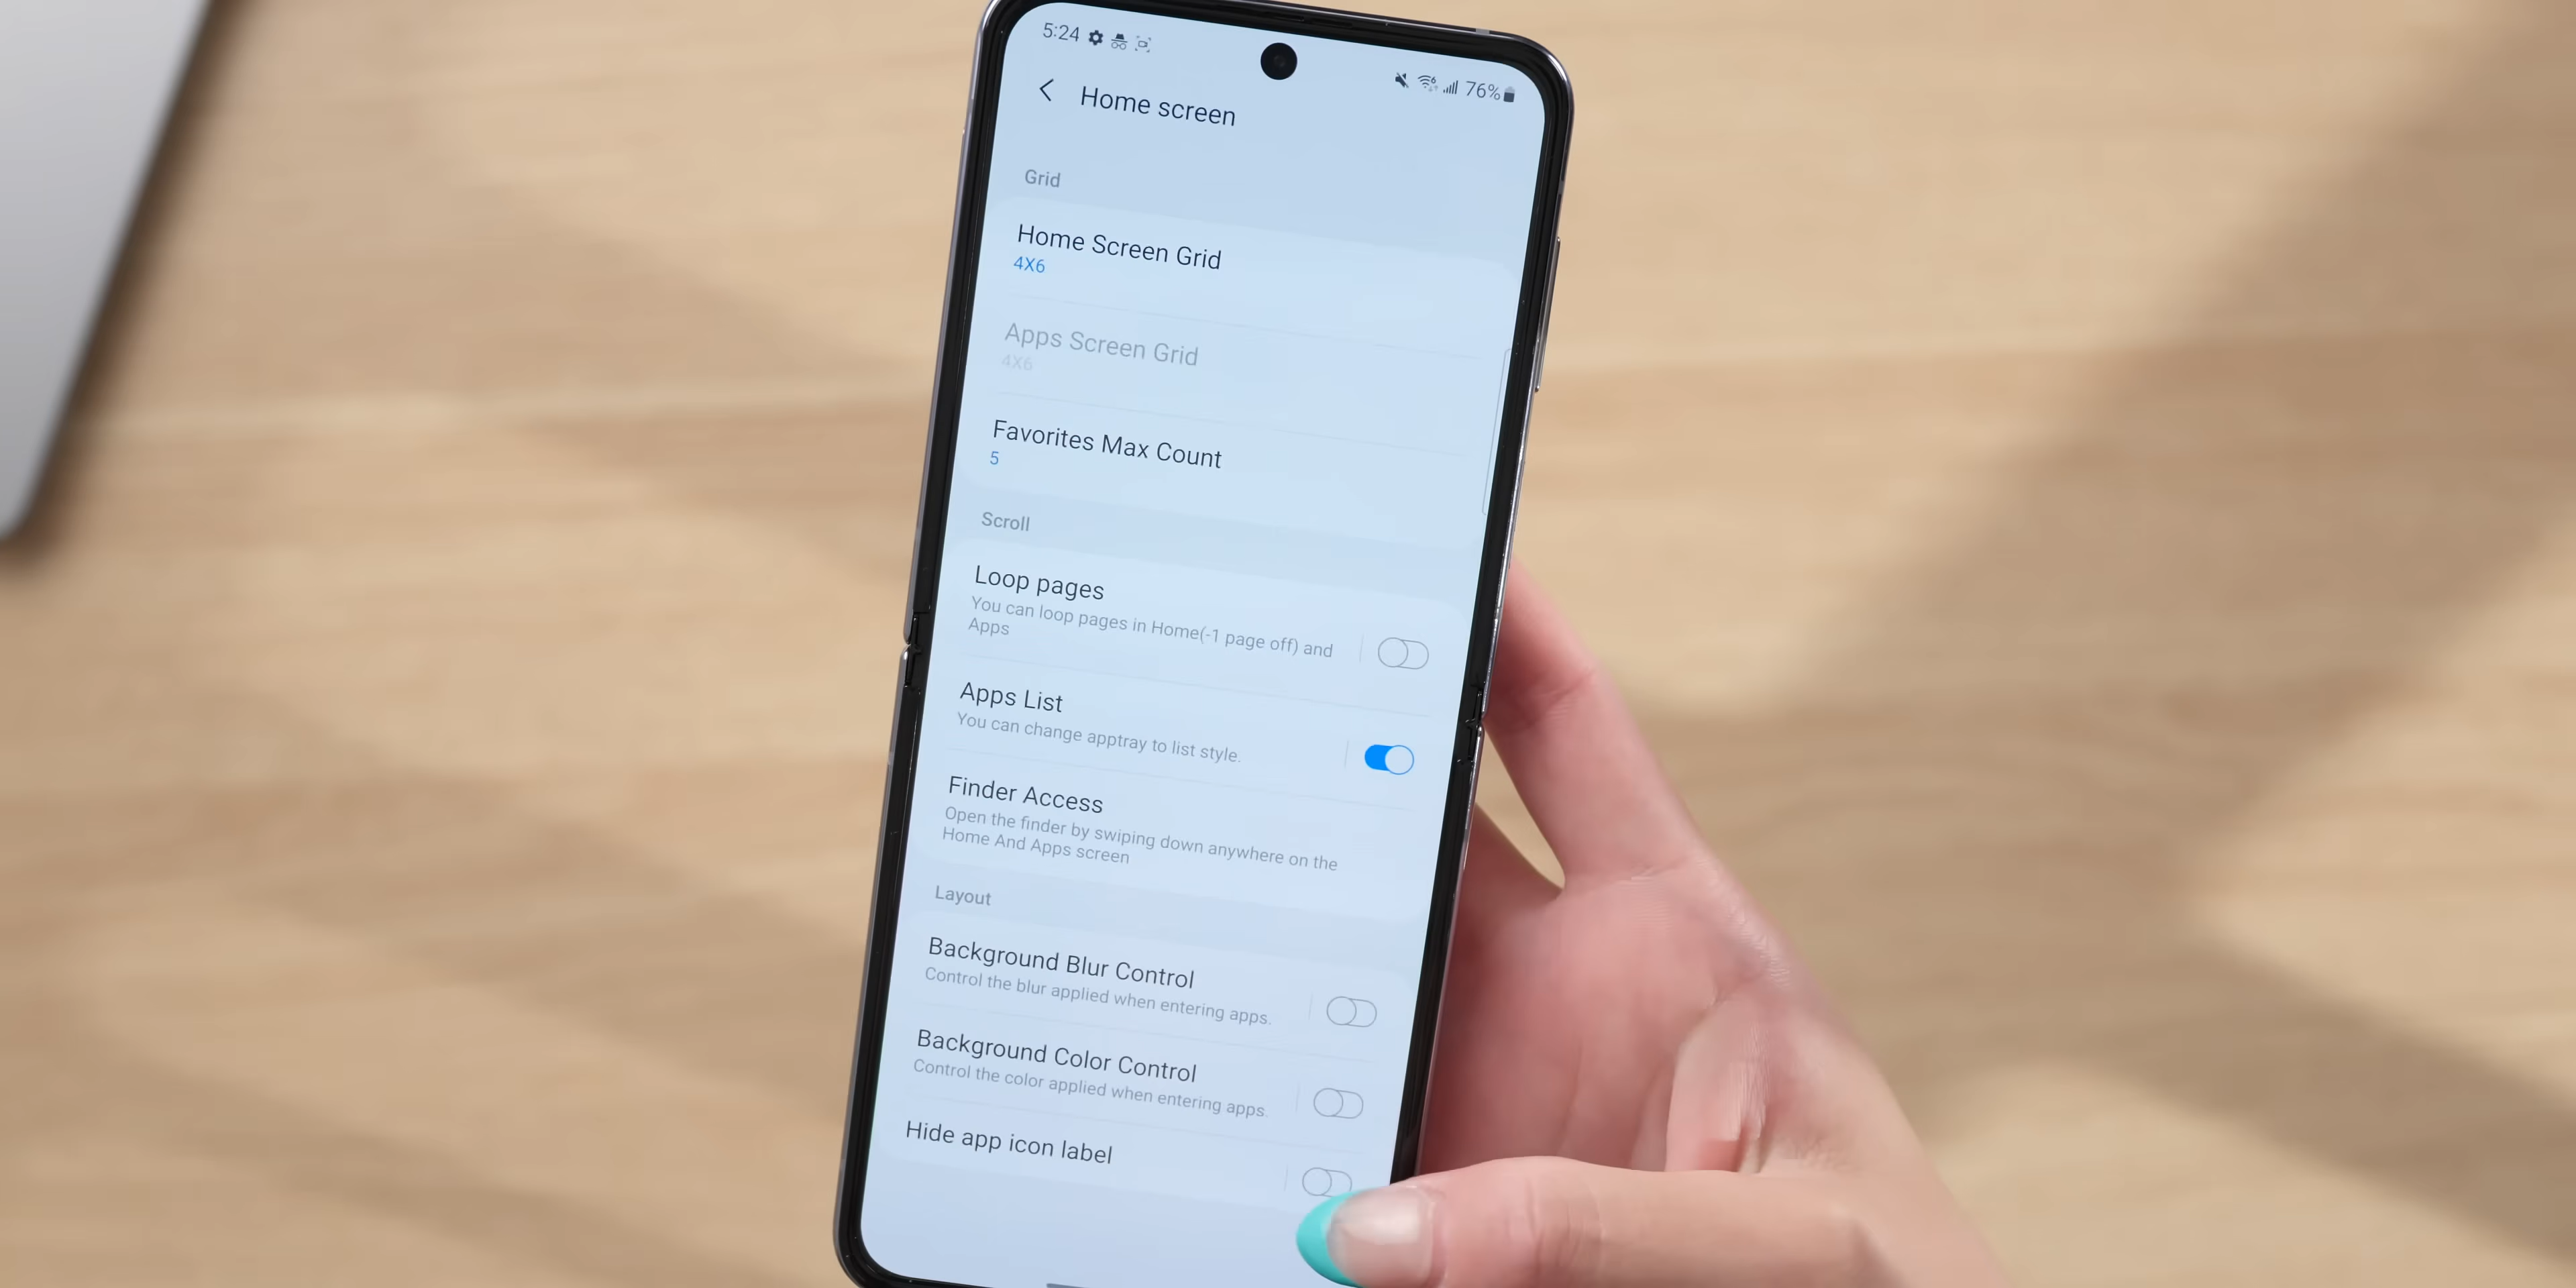 5:24
76%
Home screen
Grid
Home Screen Grid
4X6
Apps Screen Grid
4X6
Favorites Max Count
5
Scroll
Loop pages
You can loop pages in Home(-1 page off) and
Apps
Apps List
You can change apptray to list style.
Finder Access
Open the finder by swiping down anywhere on the
Home And Apps screen
Layout
Background Blur Control
Control the blur applied when entering apps.
Background Color Control
Control the color applied when entering apps.
Hide app icon label